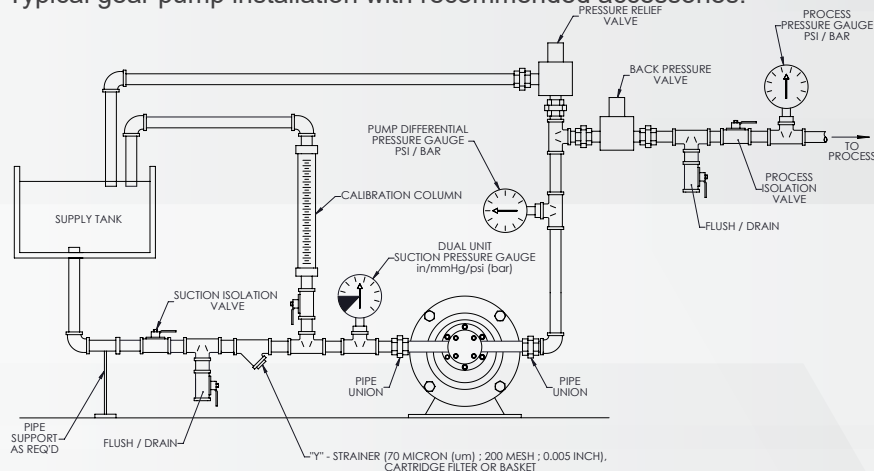 Typical gear pump installation with recommended accessories:
PRESSURE RELIEF
VALVE
PROCESS
PRESSURE GAUGE
PSI / BAR
BACK PRESSURE
VALVE
PUMP DIFFERENTIAL
PRESSURE GAUGE
PSI / BAR
TO
PROCESS
PROCESS
ISOLATION
VALVE
CALIBRATION COLUMN
SUPPLY TANK
FLUSH / DRAIN
DUAL UNIT
SUCTION PRESSURE GAUGE
in/mmHg/psi (bar)
SUCTION ISOLATION
VALVE
PIPE
UNION
PIPE
UNION
PIPE
SUPPORT
AS REQ'D
FLUSH / DRAIN
"Y" - STRAINER (70 MICRON (um) ; 200 MESH ; 0.005 INCH),
CARTRIDGE FILTER OR BASKET